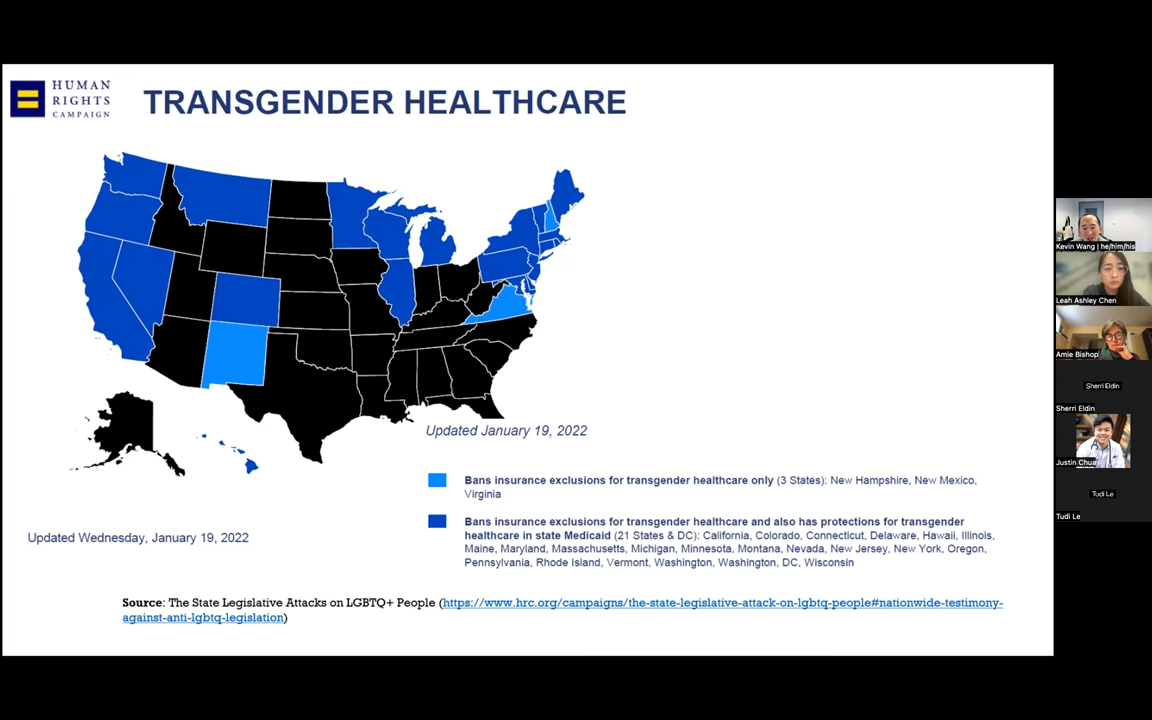 HUMAN
RIGHTS
CAMPAIGN
TRANSGENDER HEALTHCARE
Updated January 19, 2022
Bans insurance exclusions for transgender healthcare only (3 States): New Hampshire, New Mexico,
Virginia
Bans insurance exclusions for transgender healthcare and also has protections for transgender
healthcare in state Medicaid (21 States & DC): California, Colorado, Connecticut, Delaware, Hawaii, Illinois,
Maine, Maryland, Massachusetts, Michigan, Minnesota, Montana, Nevada, New Jersey, New York, Oregon,
Pennsylvania, Rhode Island, Vermont, Washington, Washington, DC, Wisconsin
Updated Wednesday, January 19, 2022
Source: The State Legislative Attacks on LGBTQ+ People (https://www.hrc.org/campaigns/the-state-legislative-attack-on-lgbtq-people#nationwide-testimony-
against-anti-lgbtq-legislation)
Kevin Wang | he/him/his
Leah Ashley Chen
Amie Bishop
Sherri Eldin
Sherri Eldin
Justin Chua
Tudi Le
Tudi Le